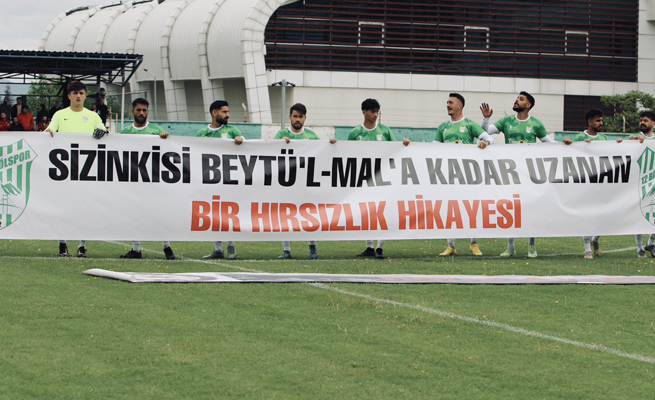 SİZİNKİSİ BEYTÜ'L-MAL'A KADAR UZANAN
BİR HIRSIZLIK HİKAYESİ